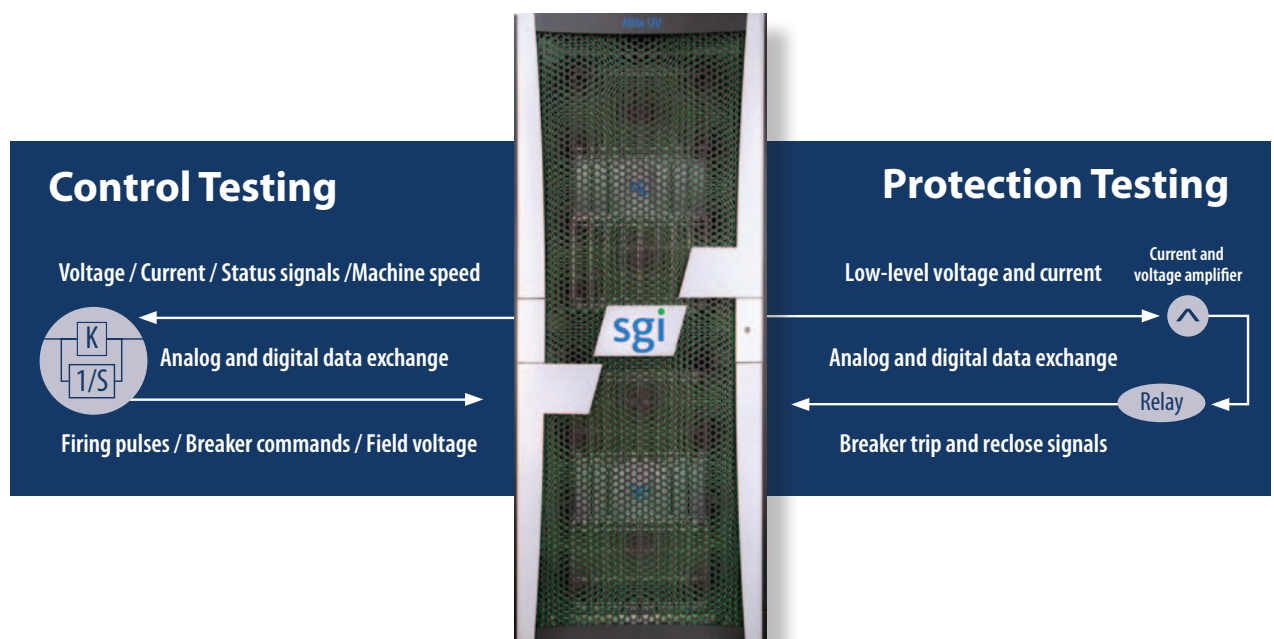 Altix UV
Control Testing
Voltage / Current / Status signals /Machine speed
K
1/S
Analog and digital data exchange
Firing pulses / Breaker commands / Field voltage
sgi
Protection Testing
Low-level voltage and current
Current and
voltage amplifier
Analog and digital data exchange
Relay
Breaker trip and reclose signals